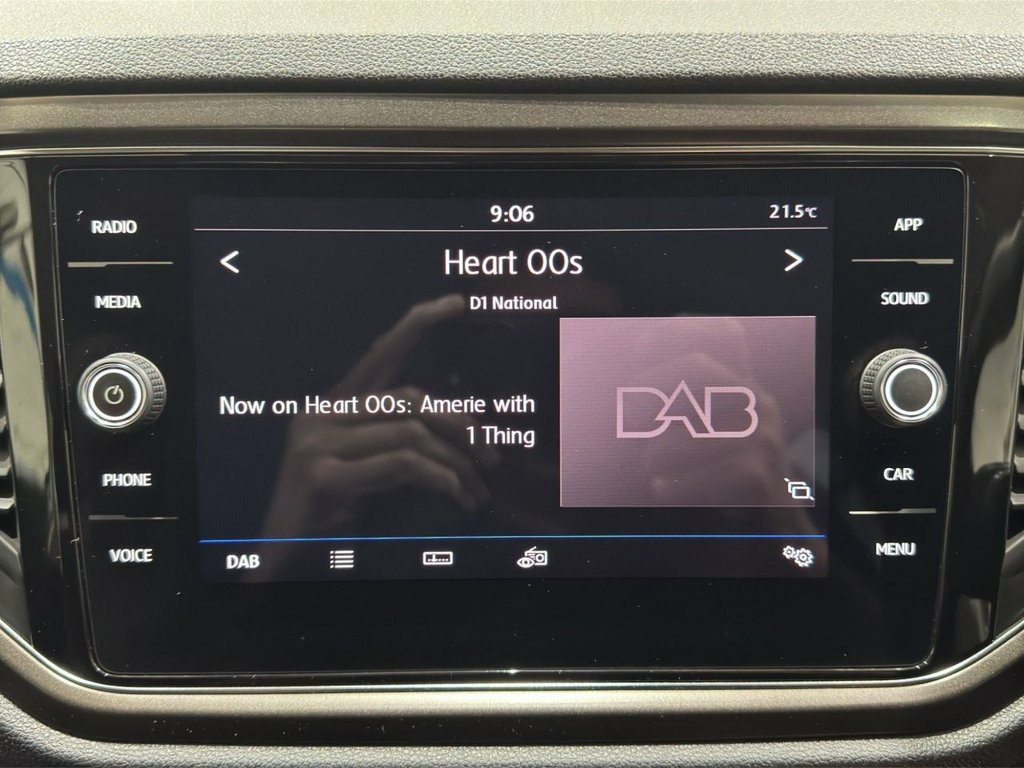 9:06
21.5°C
RADIO
APP
< Heart 00s >
MEDIA
D1 National
SOUND
Now on Heart 00s: Amerie with
1 Thing
DAB
PHONE
CAR
VOICE
DAB
MENU